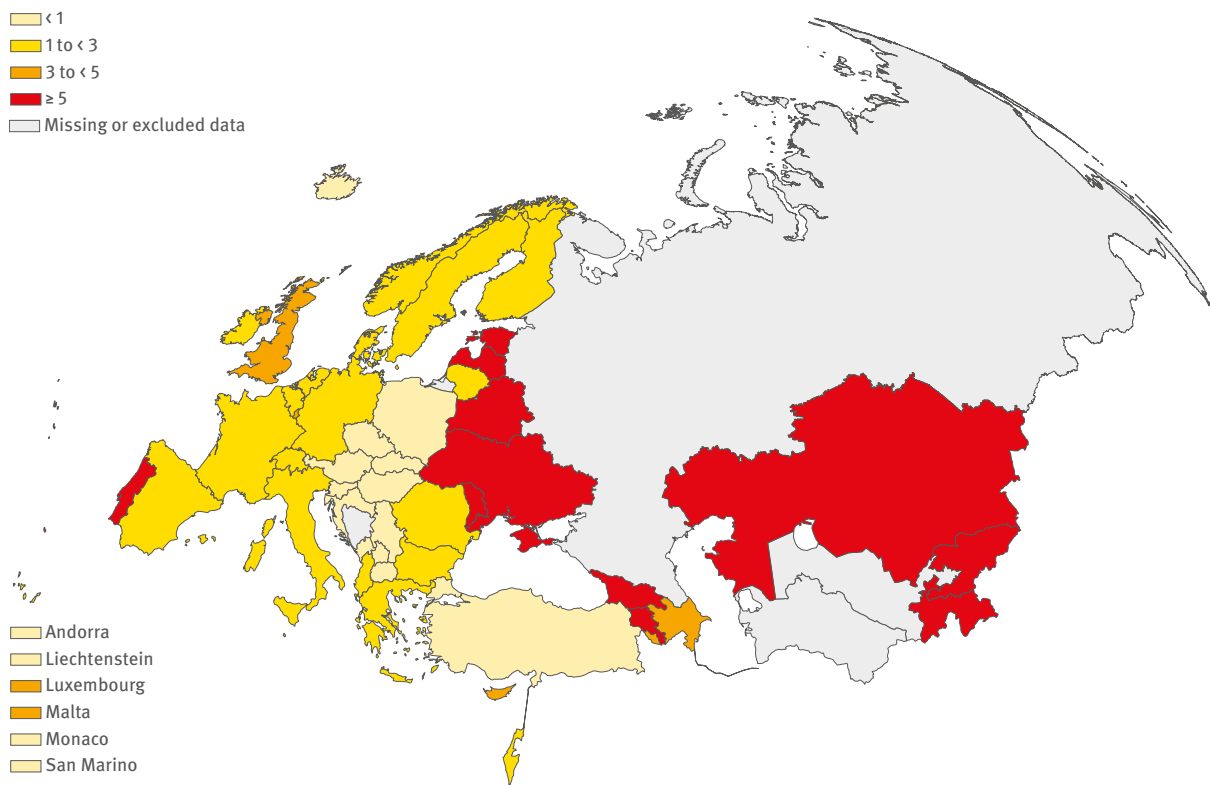 < 1
1 to < 3
3 to < 5
≥ 5
Missing or excluded data
Andorra
Liechtenstein
Luxembourg
Malta
Monaco
San Marino